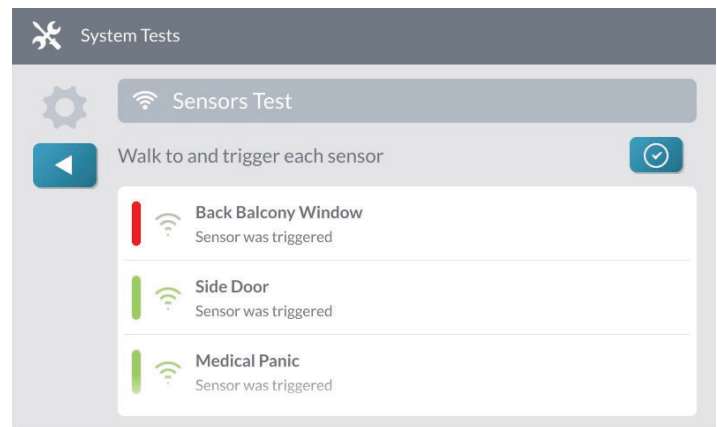 System Tests
Sensors Test
Walk to and trigger each sensor
Back Balcony Window
Sensor was triggered
Side Door
Sensor was triggered
Medical Panic
Sensor was triggered